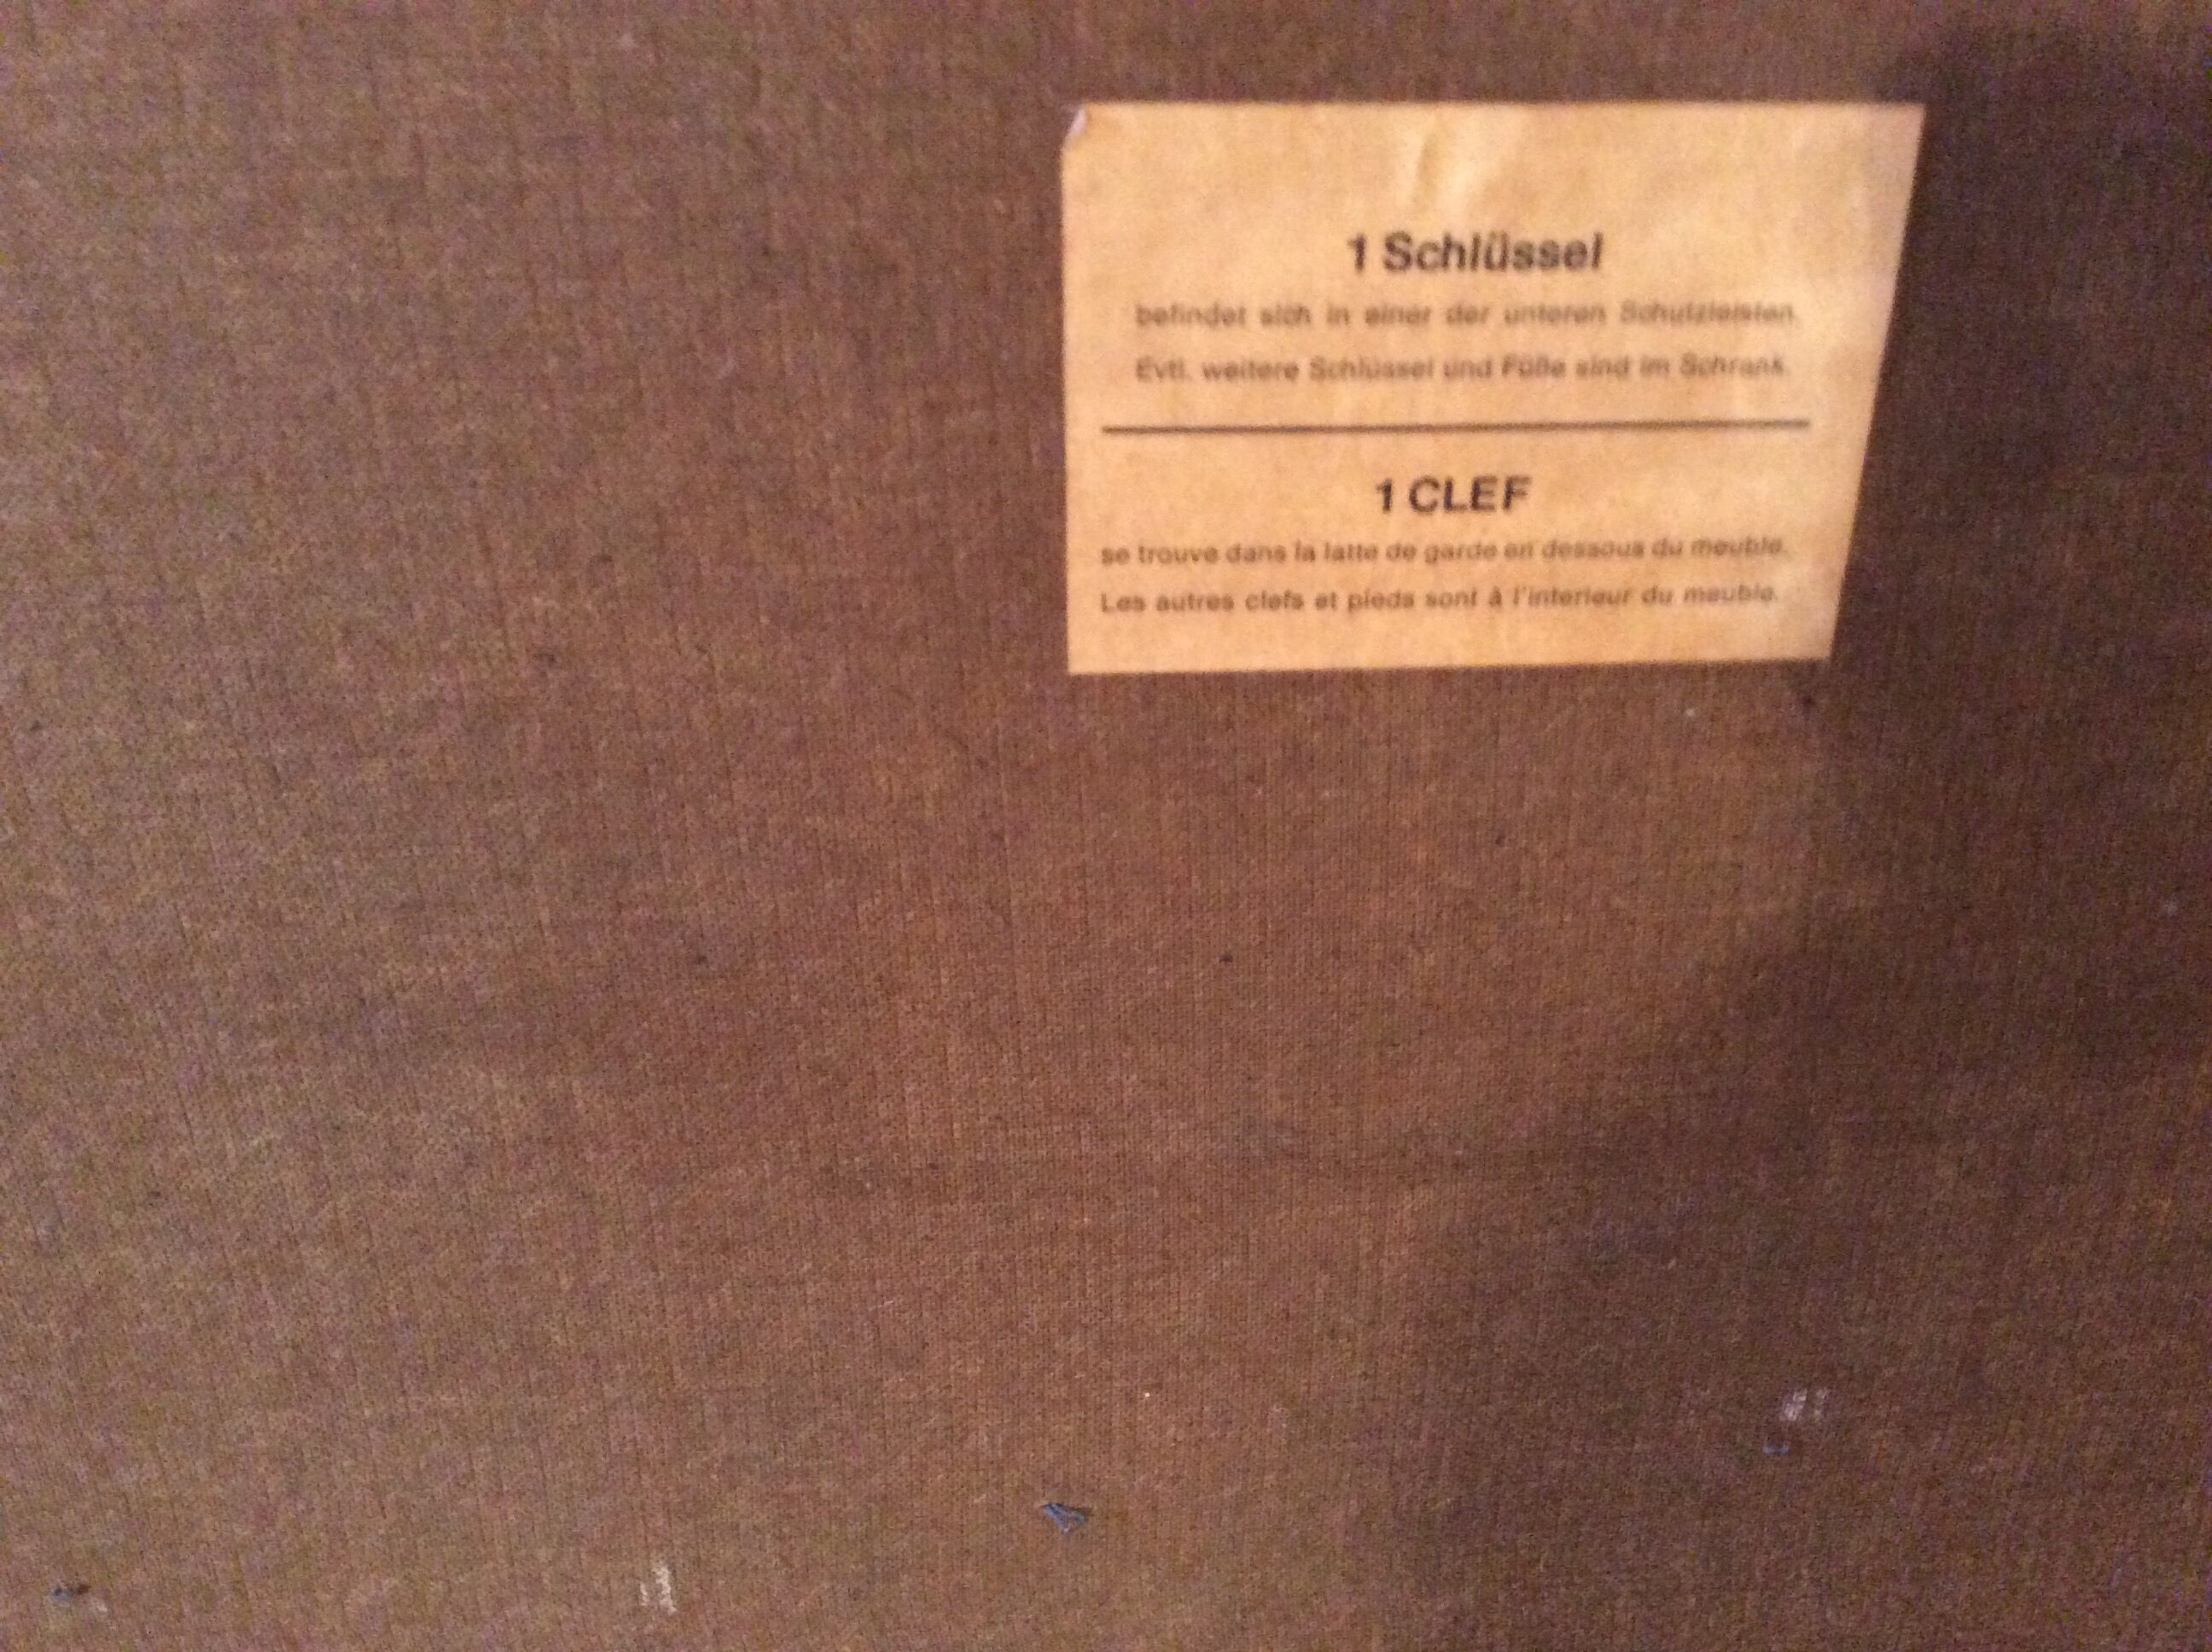 1 Schlüssel
befindet sich in einer der unteren Schutzleisten.
Evtl. weitere Schlüssel und Füße sind im Schrank.
1 CLEF
se trouve dans la latte de garde en dessous du meuble.
Les autres clefs et pieds sont à l'interieur du meuble.